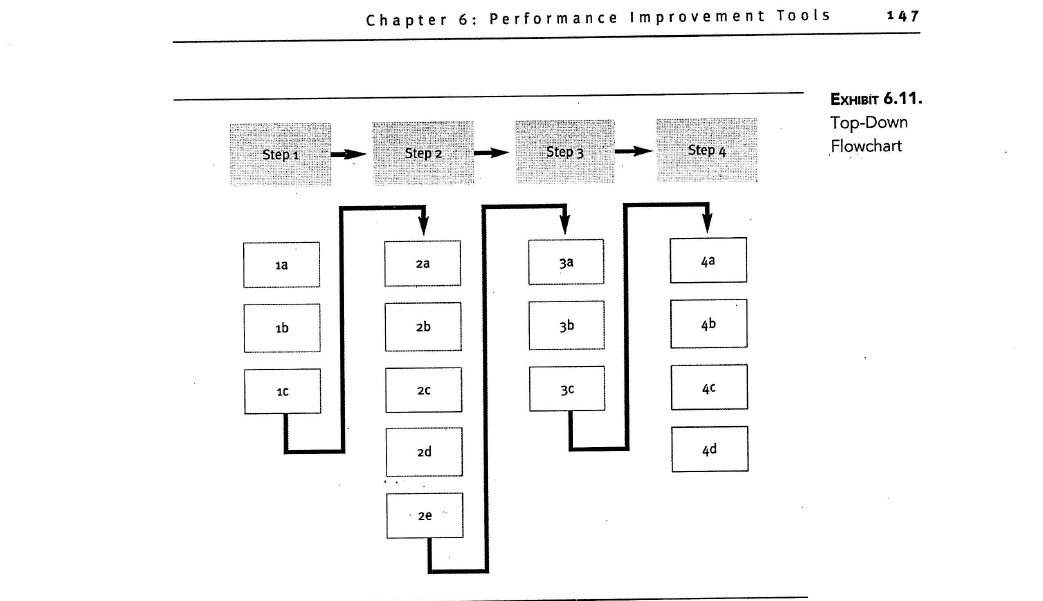 Chapter 6: Performance Improvement Tools 147
EXHIBIT 6.11.
Top-Down
Flowchart
Step 1
Step 2
Step 3
Step 4
1a
2a
3a
4a
1b
2b
3b
4b
1c
2c
3c
4c
2d
4d
2e